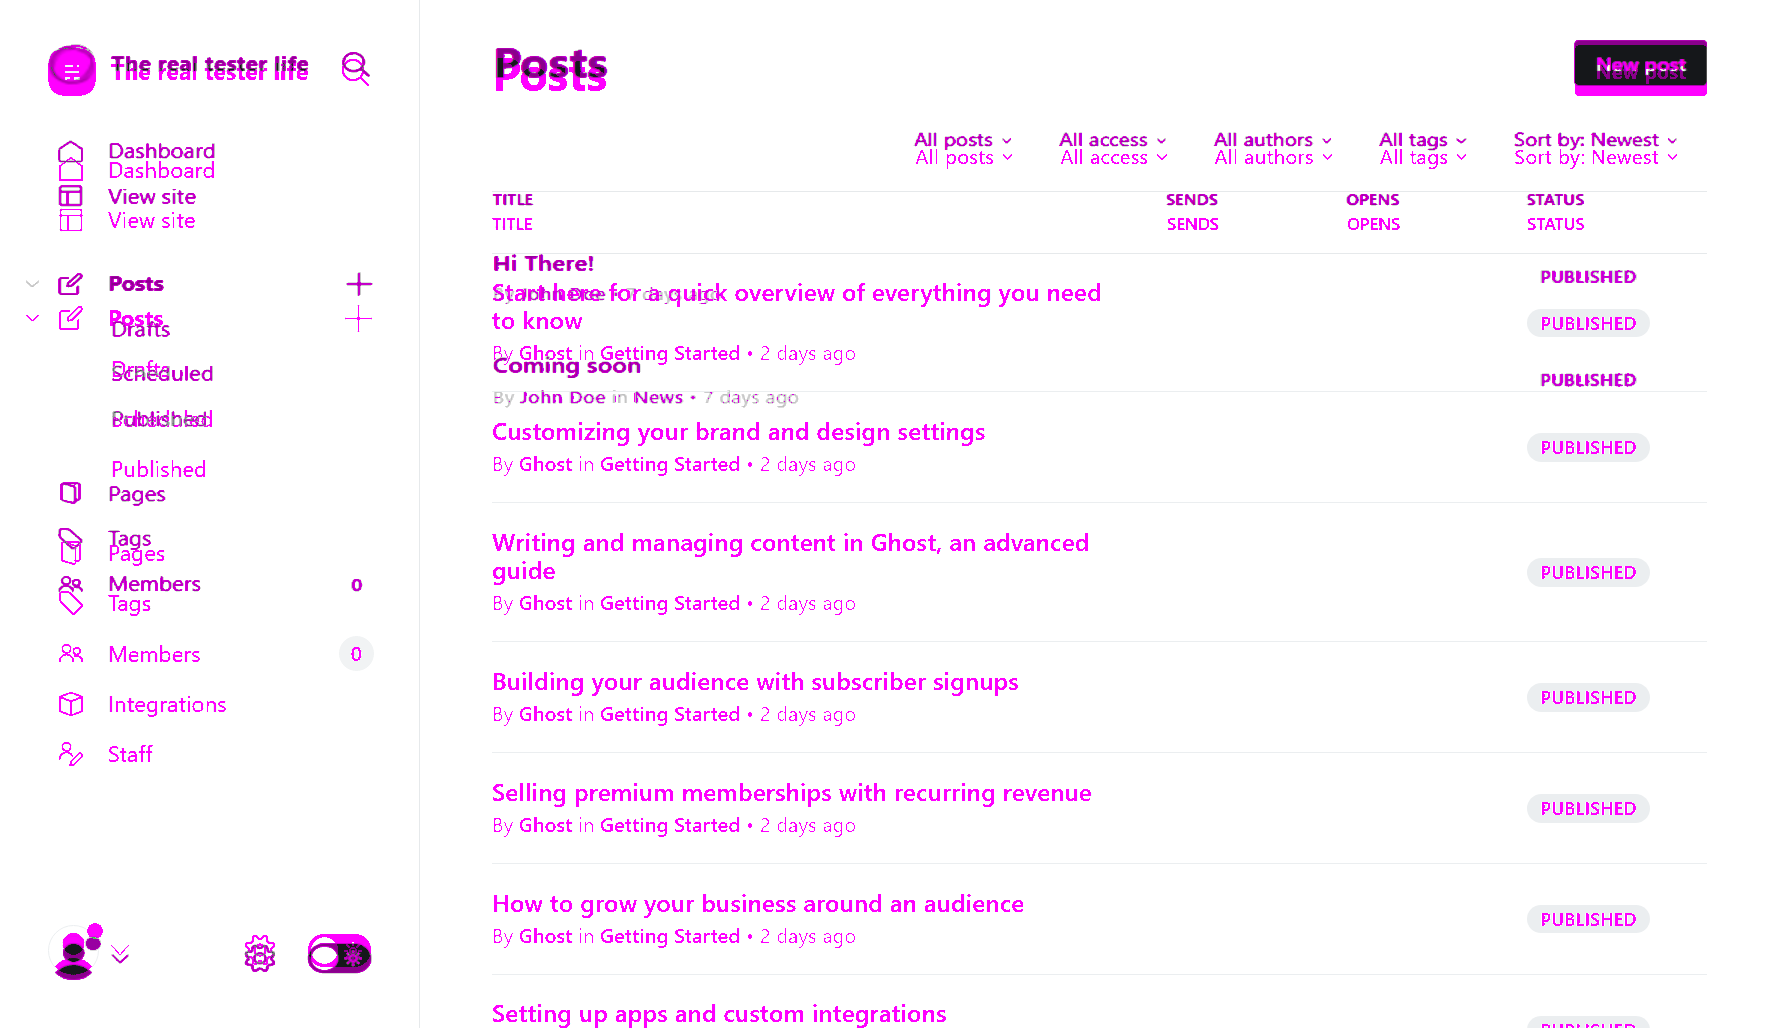 The real tester life
The real tester life
Dashboard
Dashboard
View site
View site
Posts
Posts
Drafts
Drafts
Scheduled
Scheduled
Published
Published
Pages
Pages
Tags
Tags
Members 0
Members 0
Integrations
Staff
Posts
Posts
New post
New post
All posts All access All authors All tags Sort by: Newest
All posts All access All authors All tags Sort by: Newest
TITLE SENDS OPENS STATUS
TITLE SENDS OPENS STATUS
Hi There!
PUBLISHED
By John Doe • 7 days ago
Start here for a quick overview of everything you need
to know
PUBLISHED
By Ghost in Getting Started • 2 days ago
Coming soon
PUBLISHED
By John Doe in News • 7 days ago
Customizing your brand and design settings
PUBLISHED
By Ghost in Getting Started • 2 days ago
Writing and managing content in Ghost, an advanced
guide
PUBLISHED
By Ghost in Getting Started • 2 days ago
Building your audience with subscriber signups
PUBLISHED
By Ghost in Getting Started • 2 days ago
Selling premium memberships with recurring revenue
PUBLISHED
By Ghost in Getting Started • 2 days ago
How to grow your business around an audience
PUBLISHED
By Ghost in Getting Started • 2 days ago
Setting up apps and custom integrations
PUBLISHED